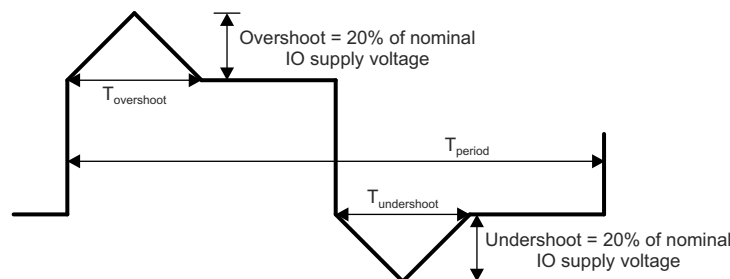 Overshoot = 20% of nominal
IO supply voltage
Tovershoot
Tperiod
Tundershoot
Undershoot = 20% of nominal
IO supply voltage